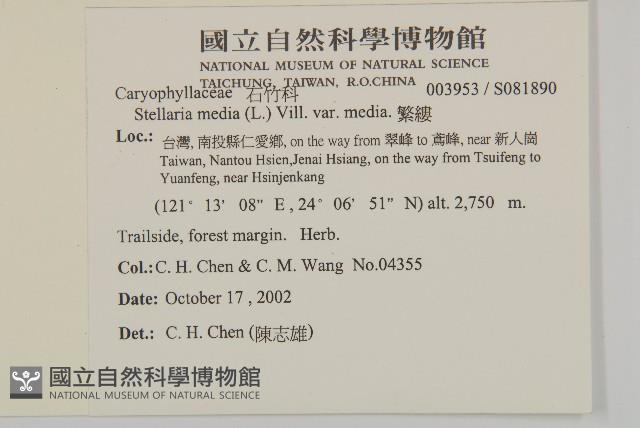 國立自然科學博物館
NATIONAL MUSEUM OF NATURAL SCIENCE
TAICHUNG, TAIWAN, R.O.CHINA
Caryophyllaceae 石竹科 003953 / S081890
Stellaria media (L.) Vill. var. media. 繁縷
Loc.: 台灣, 南投縣仁愛鄉, on the way from 翠峰 to 鳶峰, near 新人崗
Taiwan, Nantou Hsien,Jenai Hsiang, on the way from Tsuifeng to
Yuanfeng, near Hsinjenkang
(121° 13' 08" E , 24° 06' 51" N) alt. 2,750 m.
Trailside, forest margin. Herb.
Col.: C. H. Chen & C. M. Wang No.04355
Date: October 17 , 2002
Det.: C. H. Chen (陳志雄)
國立自然科學博物館
NATIONAL MUSEUM OF NATURAL SCIENCE